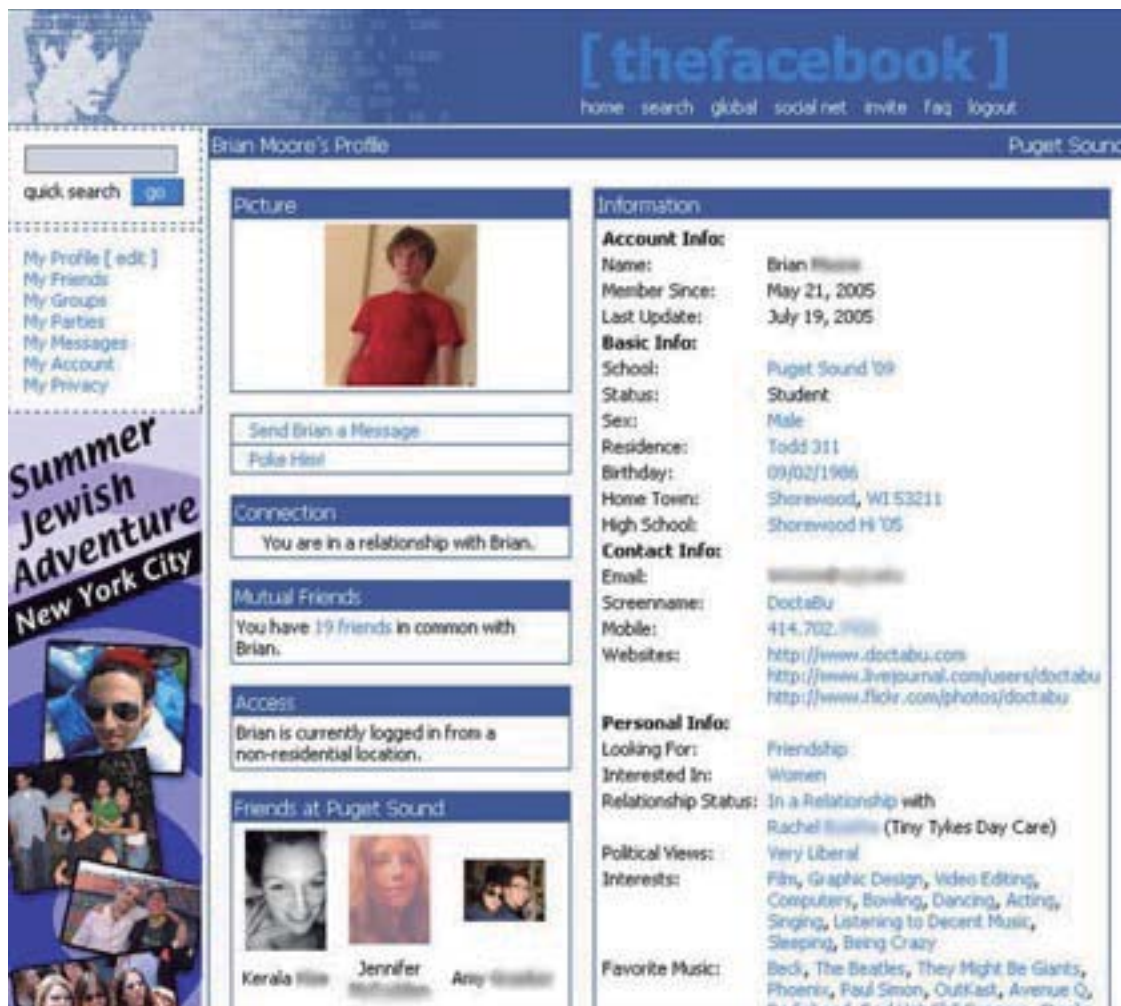 [ thefacebook ]
home search global social net invite faq logout
quick search go
My Profile [ edit ]
My Friends
My Groups
My Parties
My Messages
My Account
My Privacy
Summer
Jewish
Adventure
New York City
Brian Moore's Profile Puget Sound
Picture
Send Brian a Message
Poke Him!
Connection
You are in a relationship with Brian.
Mutual Friends
You have 19 friends in common with
Brian.
Access
Brian is currently logged in from a
non-residential location.
Friends at Puget Sound
Kerala
Jennifer
Amy
Information
Account Info:
Name: Brian
Member Since: May 21, 2005
Last Update: July 19, 2005
Basic Info:
School: Puget Sound '09
Status: Student
Sex: Male
Residence: Todd 311
Birthday: 09/02/1986
Home Town: Shorewood, WI 53211
High School: Shorewood Hi '05
Contact Info:
Email:
Screenname: DoctaBu
Mobile: 414.702.
Websites: http://www.doctabu.com
http://www.livejournal.com/users/doctabu
http://www.flickr.com/photos/doctabu
Personal Info:
Looking For: Friendship
Interested In: Women
Relationship Status: In a Relationship with
Rachel (Tiny Tykes Day Care)
Political Views: Very Liberal
Interests: Film, Graphic Design, Video Editing,
Computers, Bowling, Dancing, Acting,
Singing, Listening to Decent Music,
Sleeping, Being Crazy
Favorite Music: Beck, The Beatles, They Might Be Giants,
Phoenix, Paul Simon, OutKast, Avenue Q,